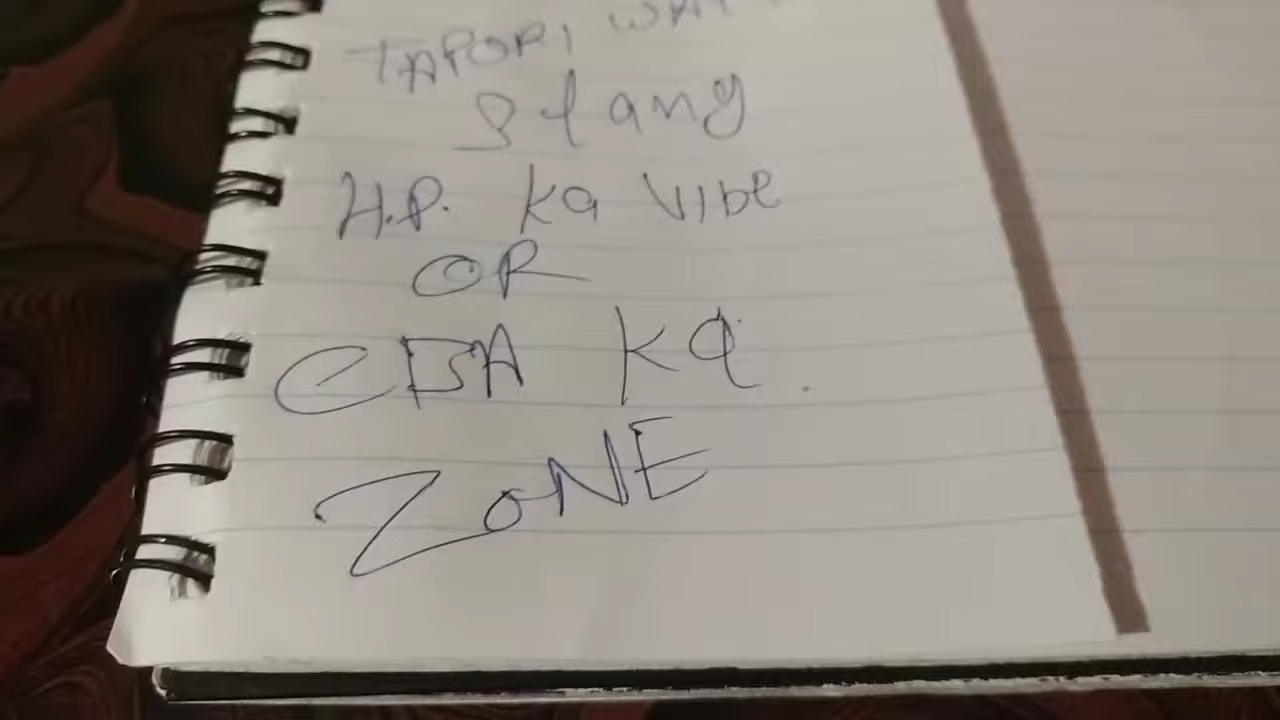 TAPORI
Slang
H.P. Ka VIBE
OR
CBA Ka
ZONE